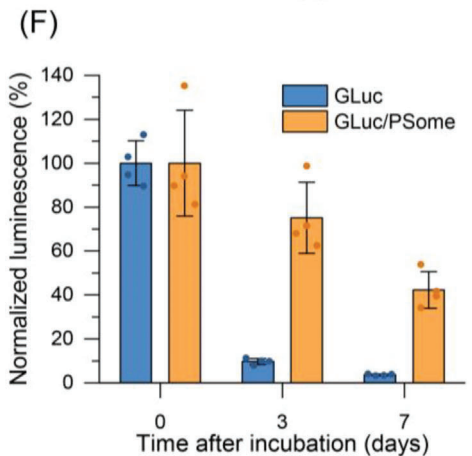 (F)
140
120
100
80
60
40
20
0
Normalized luminescence (%)
GLuc
GLuc/PSome
0 3 7
Time after incubation (days)